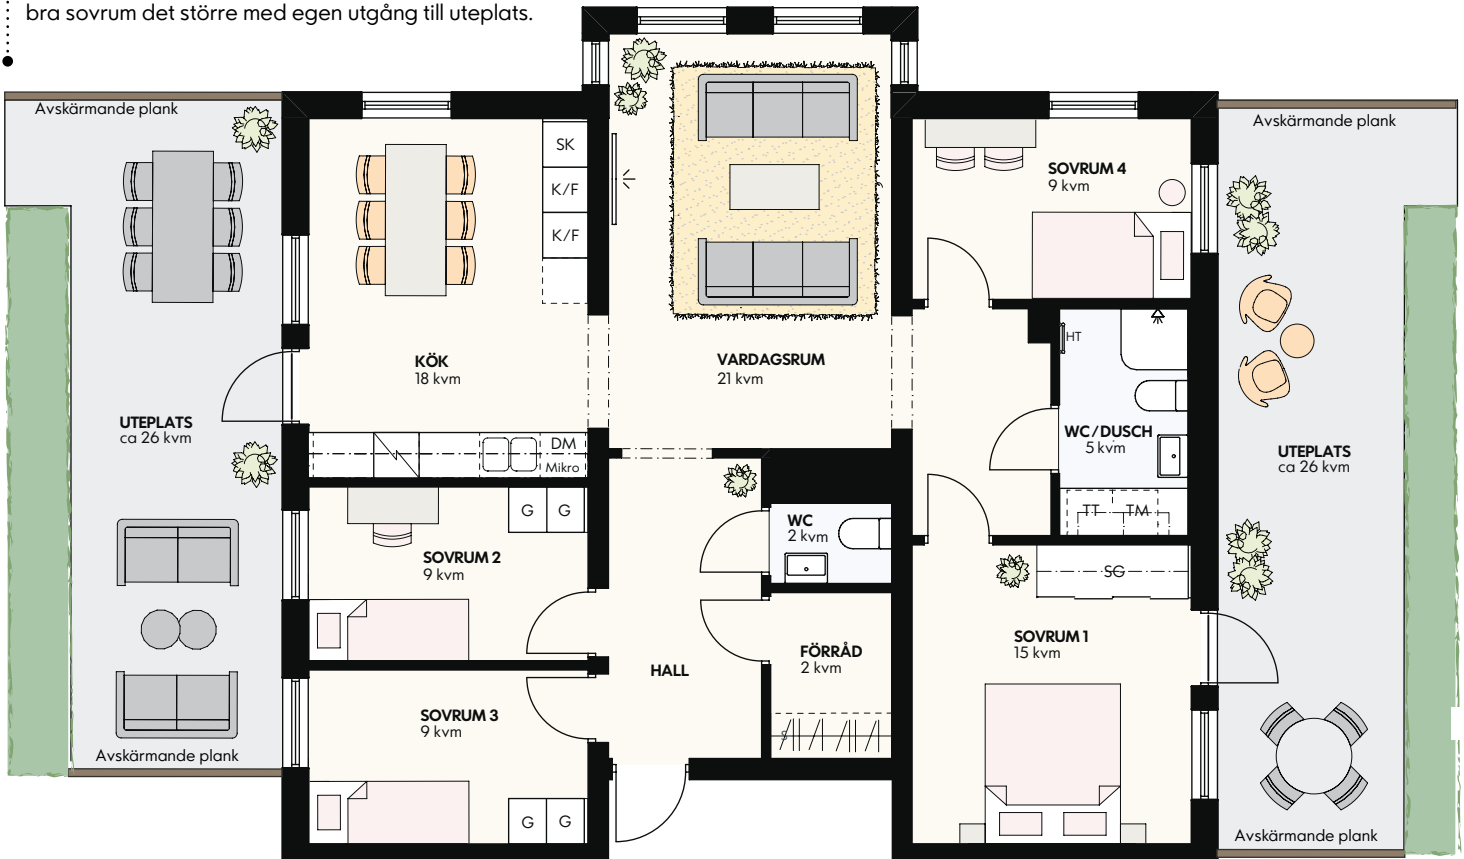 bra sovrum det större med egen utgång till uteplats.
Avskärmande plank
UTEPLATS
ca 26 kvm
Avskärmande plank
SK
K/F
K/F
KÖK
18 kvm
DM
Mikro
VARDAGSRUM
21 kvm
SOVRUM 4
9 kvm
HT
WC/DUSCH
5 kvm
TT
TM
G
G
SOVRUM 2
9 kvm
SOVRUM 3
9 kvm
G
G
HALL
WC
2 kvm
FÖRRÅD
2 kvm
SG
SOVRUM 1
15 kvm
Avskärmande plank
UTEPLATS
ca 26 kvm
Avskärmande plank